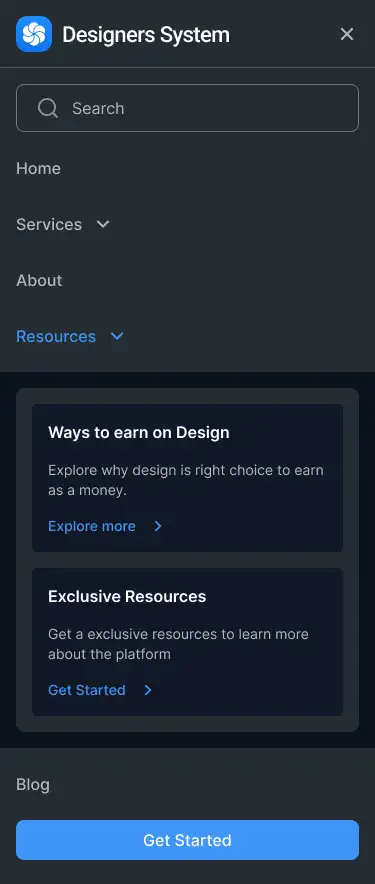 Designers System
Search
Home
Services
About
Resources
Ways to earn on Design
Explore why design is right choice to earn
as a money.
Explore more
Exclusive Resources
Get a exclusive resources to learn more
about the platform
Get Started
Blog
Get Started